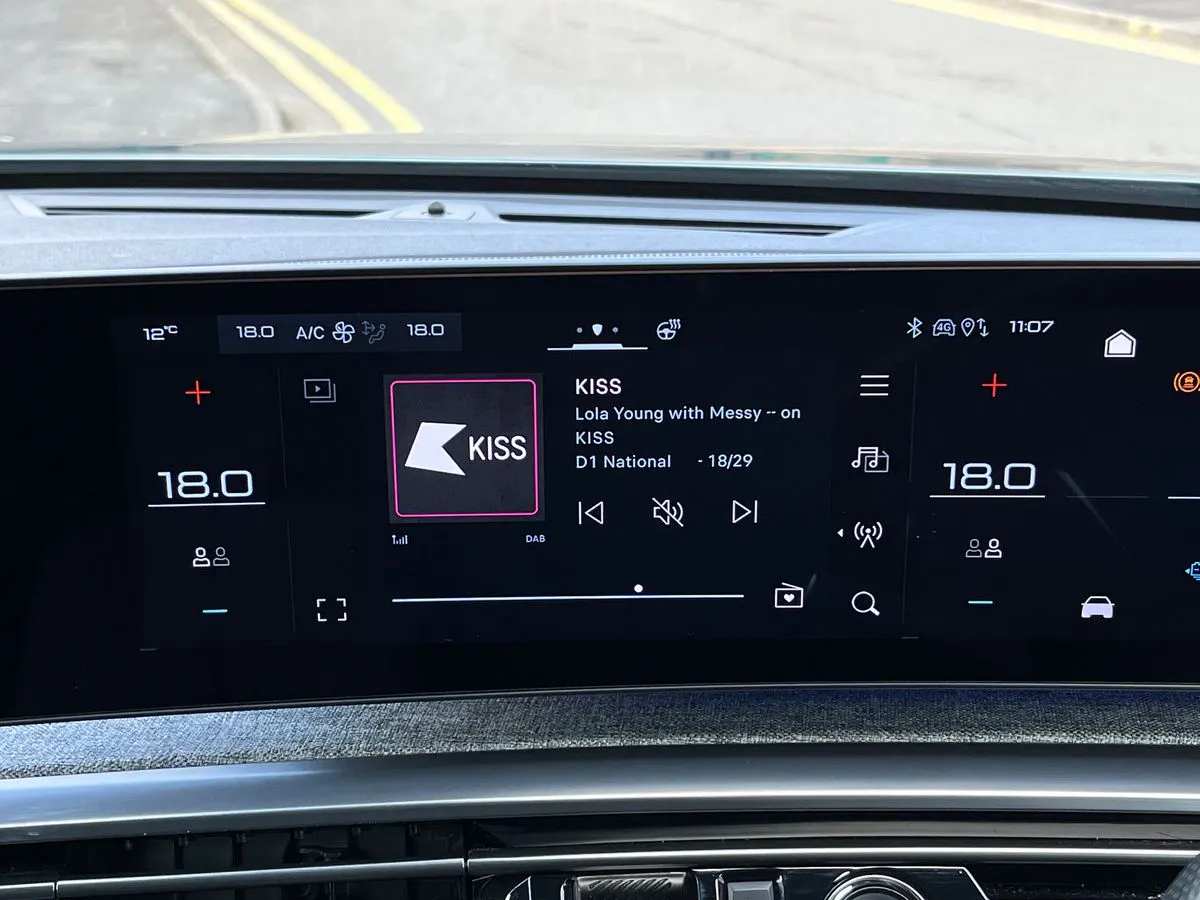 12°C
18.0 A/C 18.0
4G
11:07
18.0
KISS
KISS
Lola Young with Messy -- on
KISS
D1 National - 18/29
DAB
18.0